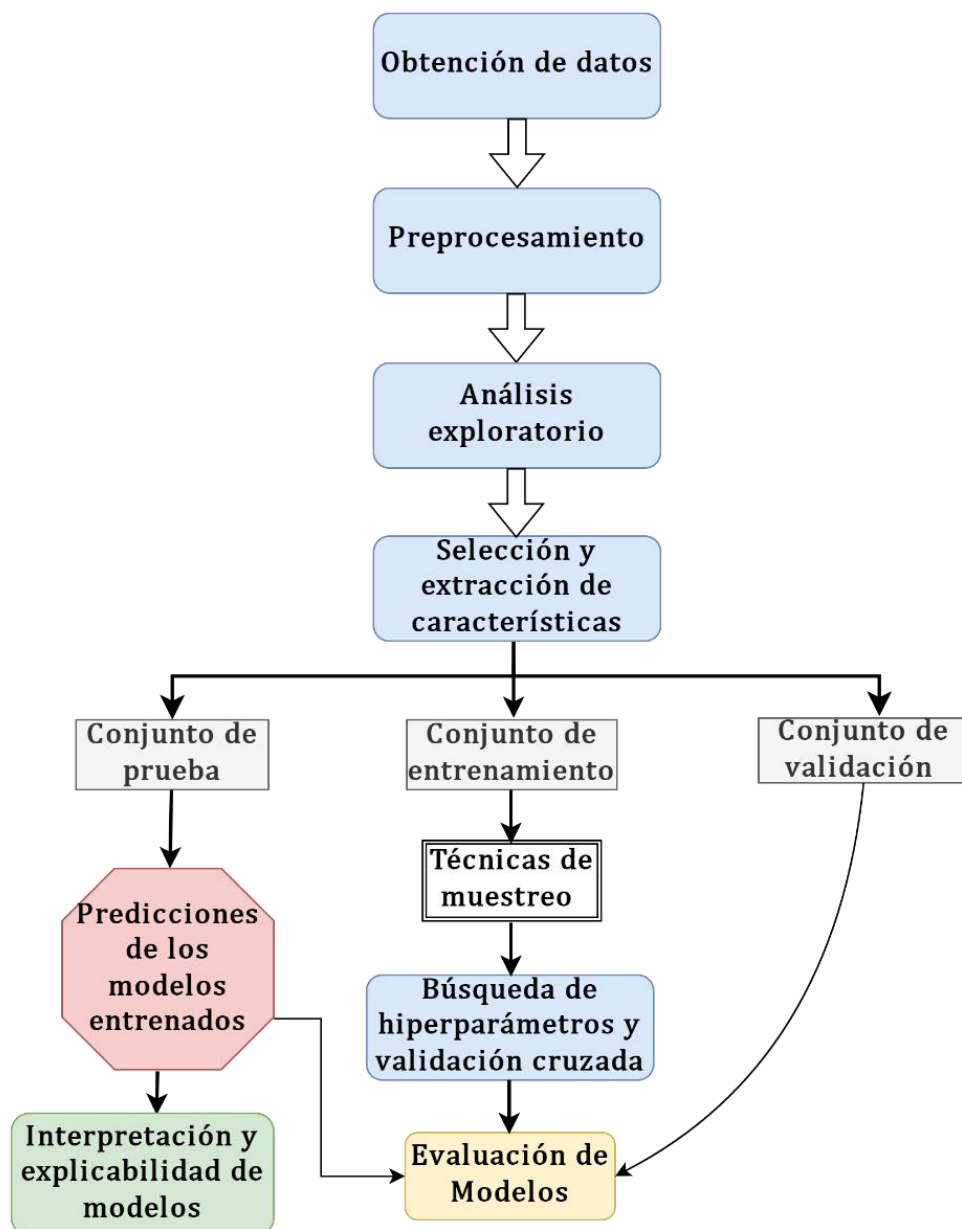 Obtención de datos
Preprocesamiento
Análisis
exploratorio
Selección y
extracción de
características
Conjunto de
prueba
Conjunto de
entrenamiento
Conjunto de
validación
Técnicas de
muestreo
Predicciones
de los
modelos
entrenados
Búsqueda de
hiperparámetros y
validación cruzada
Interpretación y
explicabilidad de
modelos
Evaluación de
Modelos